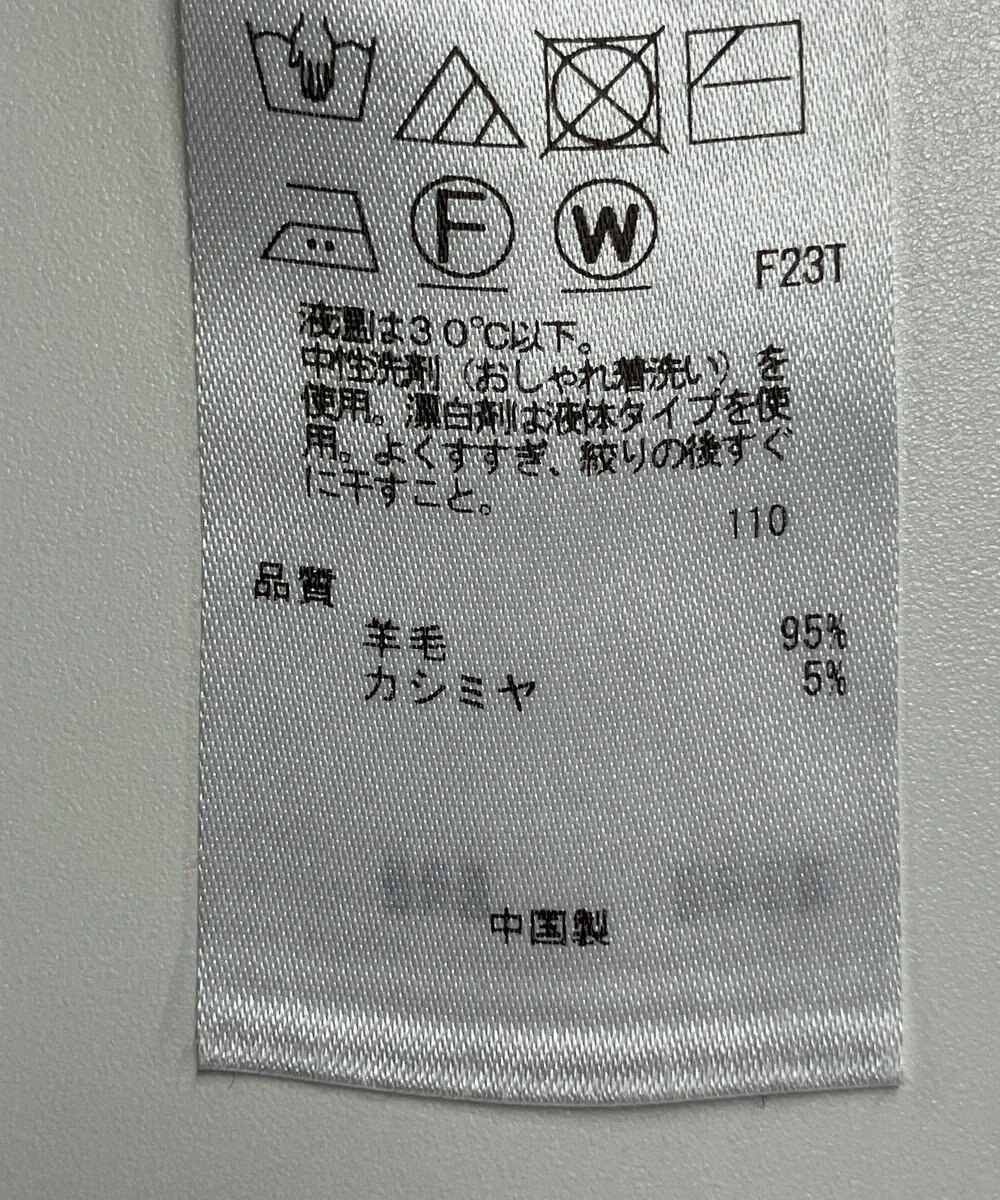 F W
F23T
液温は30℃以下。
中性洗剤（おしゃれ着洗い）を
使用。漂白剤は液体タイプを使
用。よくすすぎ、絞りの後すぐ
に干すこと。
110
品質
羊毛 95%
カシミヤ 5%
中国製